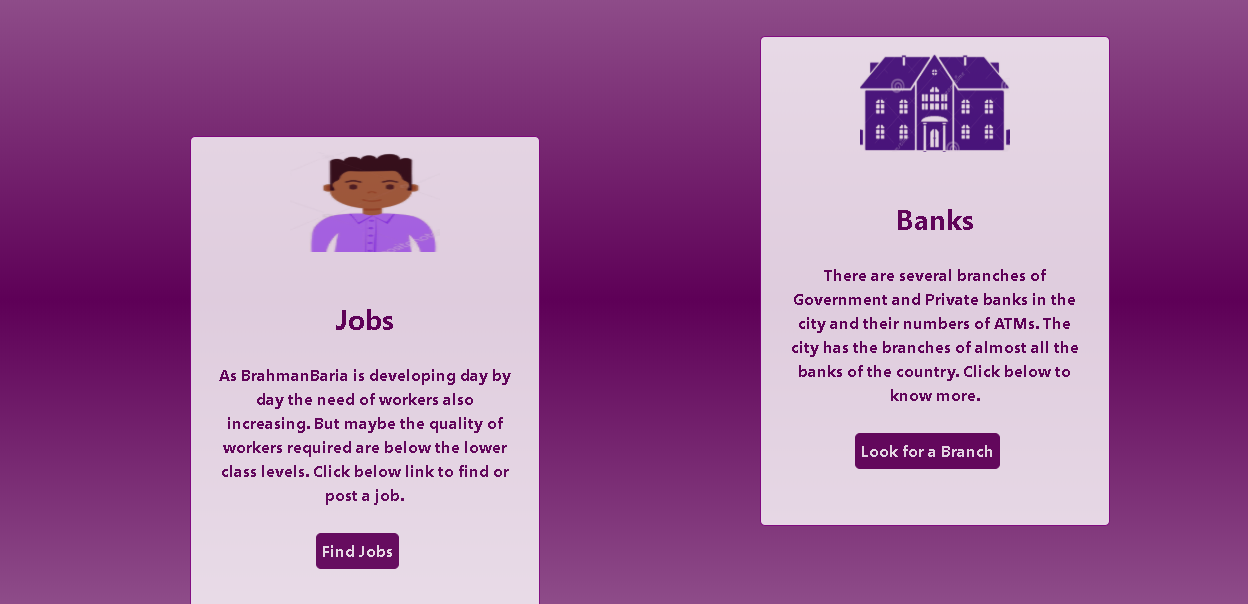 Jobs
As BrahmanBaria is developing day by
day the need of workers also
increasing. But maybe the quality of
workers required are below the lower
class levels. Click below link to find or
post a job.
Find Jobs
Banks
There are several branches of
Government and Private banks in the
city and their numbers of ATMs. The
city has the branches of almost all the
banks of the country. Click below to
know more.
Look for a Branch